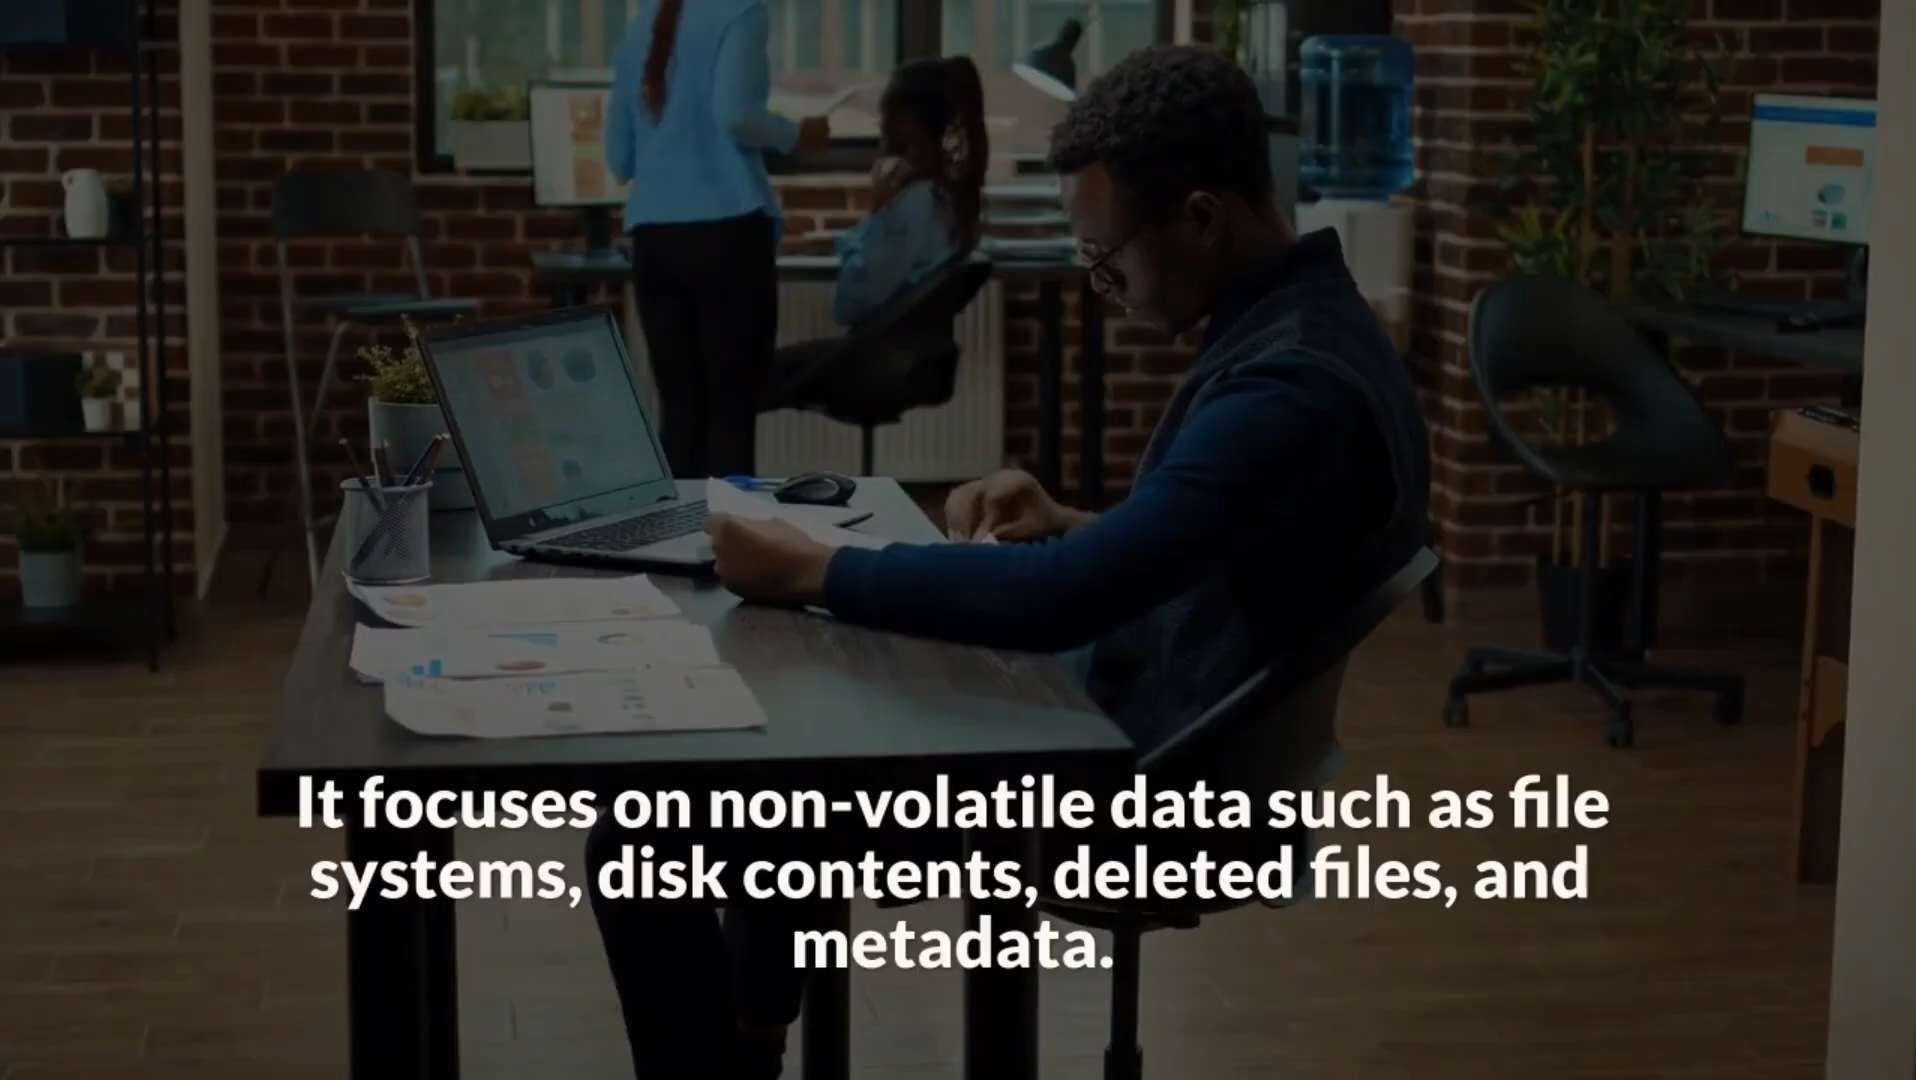 It focuses on non-volatile data such as file
systems, disk contents, deleted files, and
metadata.